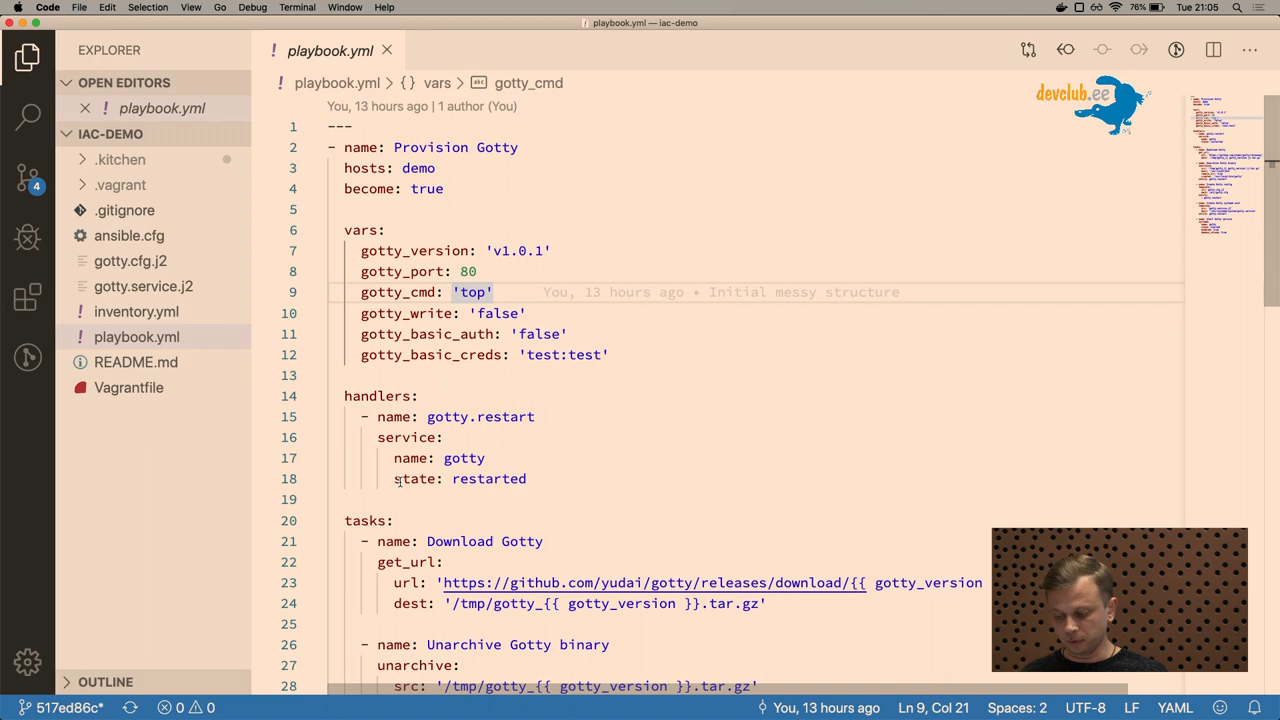 Code File Edit Selection View Go Debug Terminal Window Help 76% Tue 21:05
playbook.yml — iac-demo
EXPLORER
OPEN EDITORS
playbook.yml
IAC-DEMO
.kitchen
.vagrant
.gitignore
ansible.cfg
gotty.cfg.j2
gotty.service.j2
inventory.yml
playbook.yml
README.md
Vagrantfile
OUTLINE
4
playbook.yml
playbook.yml > {} vars > gotty_cmd
devclub.ee
You, 13 hours ago | 1 author (You)
1 ---
2 - name: Provision Gotty
3 hosts: demo
4 become: true
5
6 vars:
7 gotty_version: 'v1.0.1'
8 gotty_port: 80
9 gotty_cmd: 'top' You, 13 hours ago • Initial messy structure
10 gotty_write: 'false'
11 gotty_basic_auth: 'false'
12 gotty_basic_creds: 'test:test'
13
14 handlers:
15 - name: gotty.restart
16 service:
17 name: gotty
18 state: restarted
19
20 tasks:
21 - name: Download Gotty
22 get_url:
23 url: 'https://github.com/yudai/gotty/releases/download/{{ gotty_version
24 dest: '/tmp/gotty_{{ gotty_version }}.tar.gz'
25
26 - name: Unarchive Gotty binary
27 unarchive:
28 src: '/tmp/gotty_{{ gotty_version }}.tar.gz'
517ed86c* 0 0 You, 13 hours ago Ln 9, Col 21 Spaces: 2 UTF-8 LF YAML